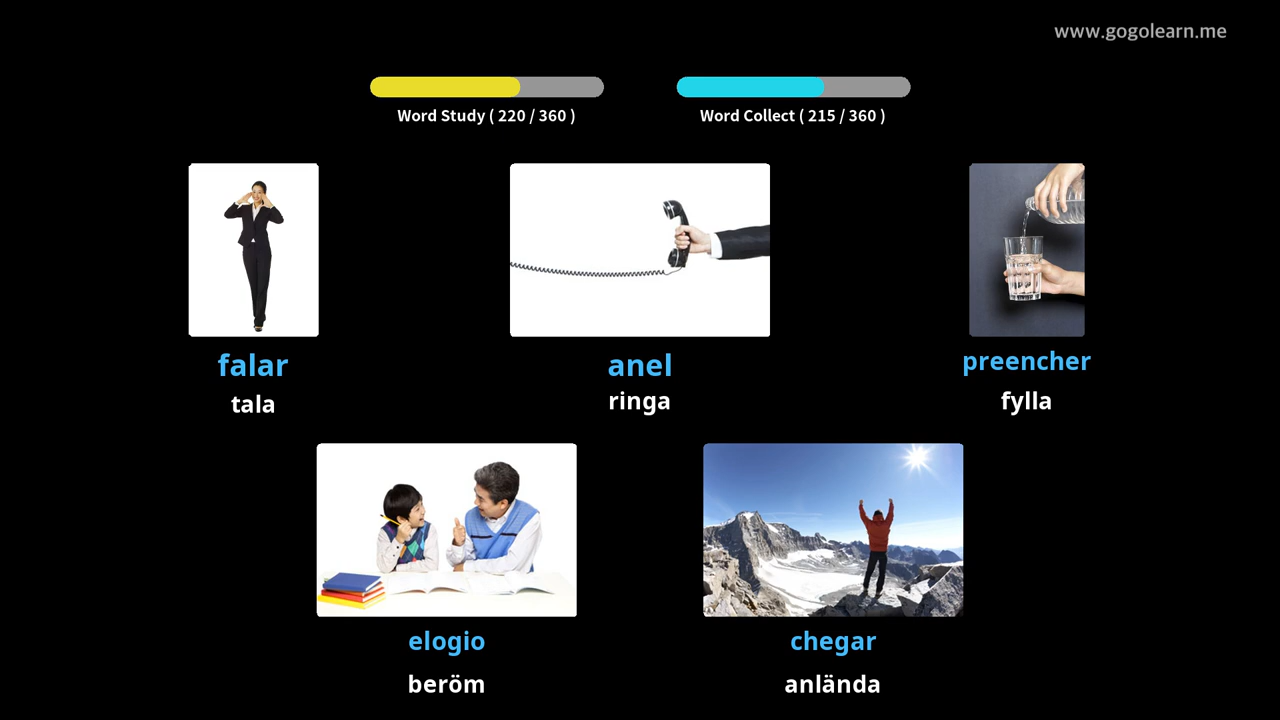 www.gogolearn.me
Word Study ( 220 / 360 )
Word Collect ( 215 / 360 )
falar
anel
preencher
tala
ringa
fylla
elogio
chegar
beröm
anlända